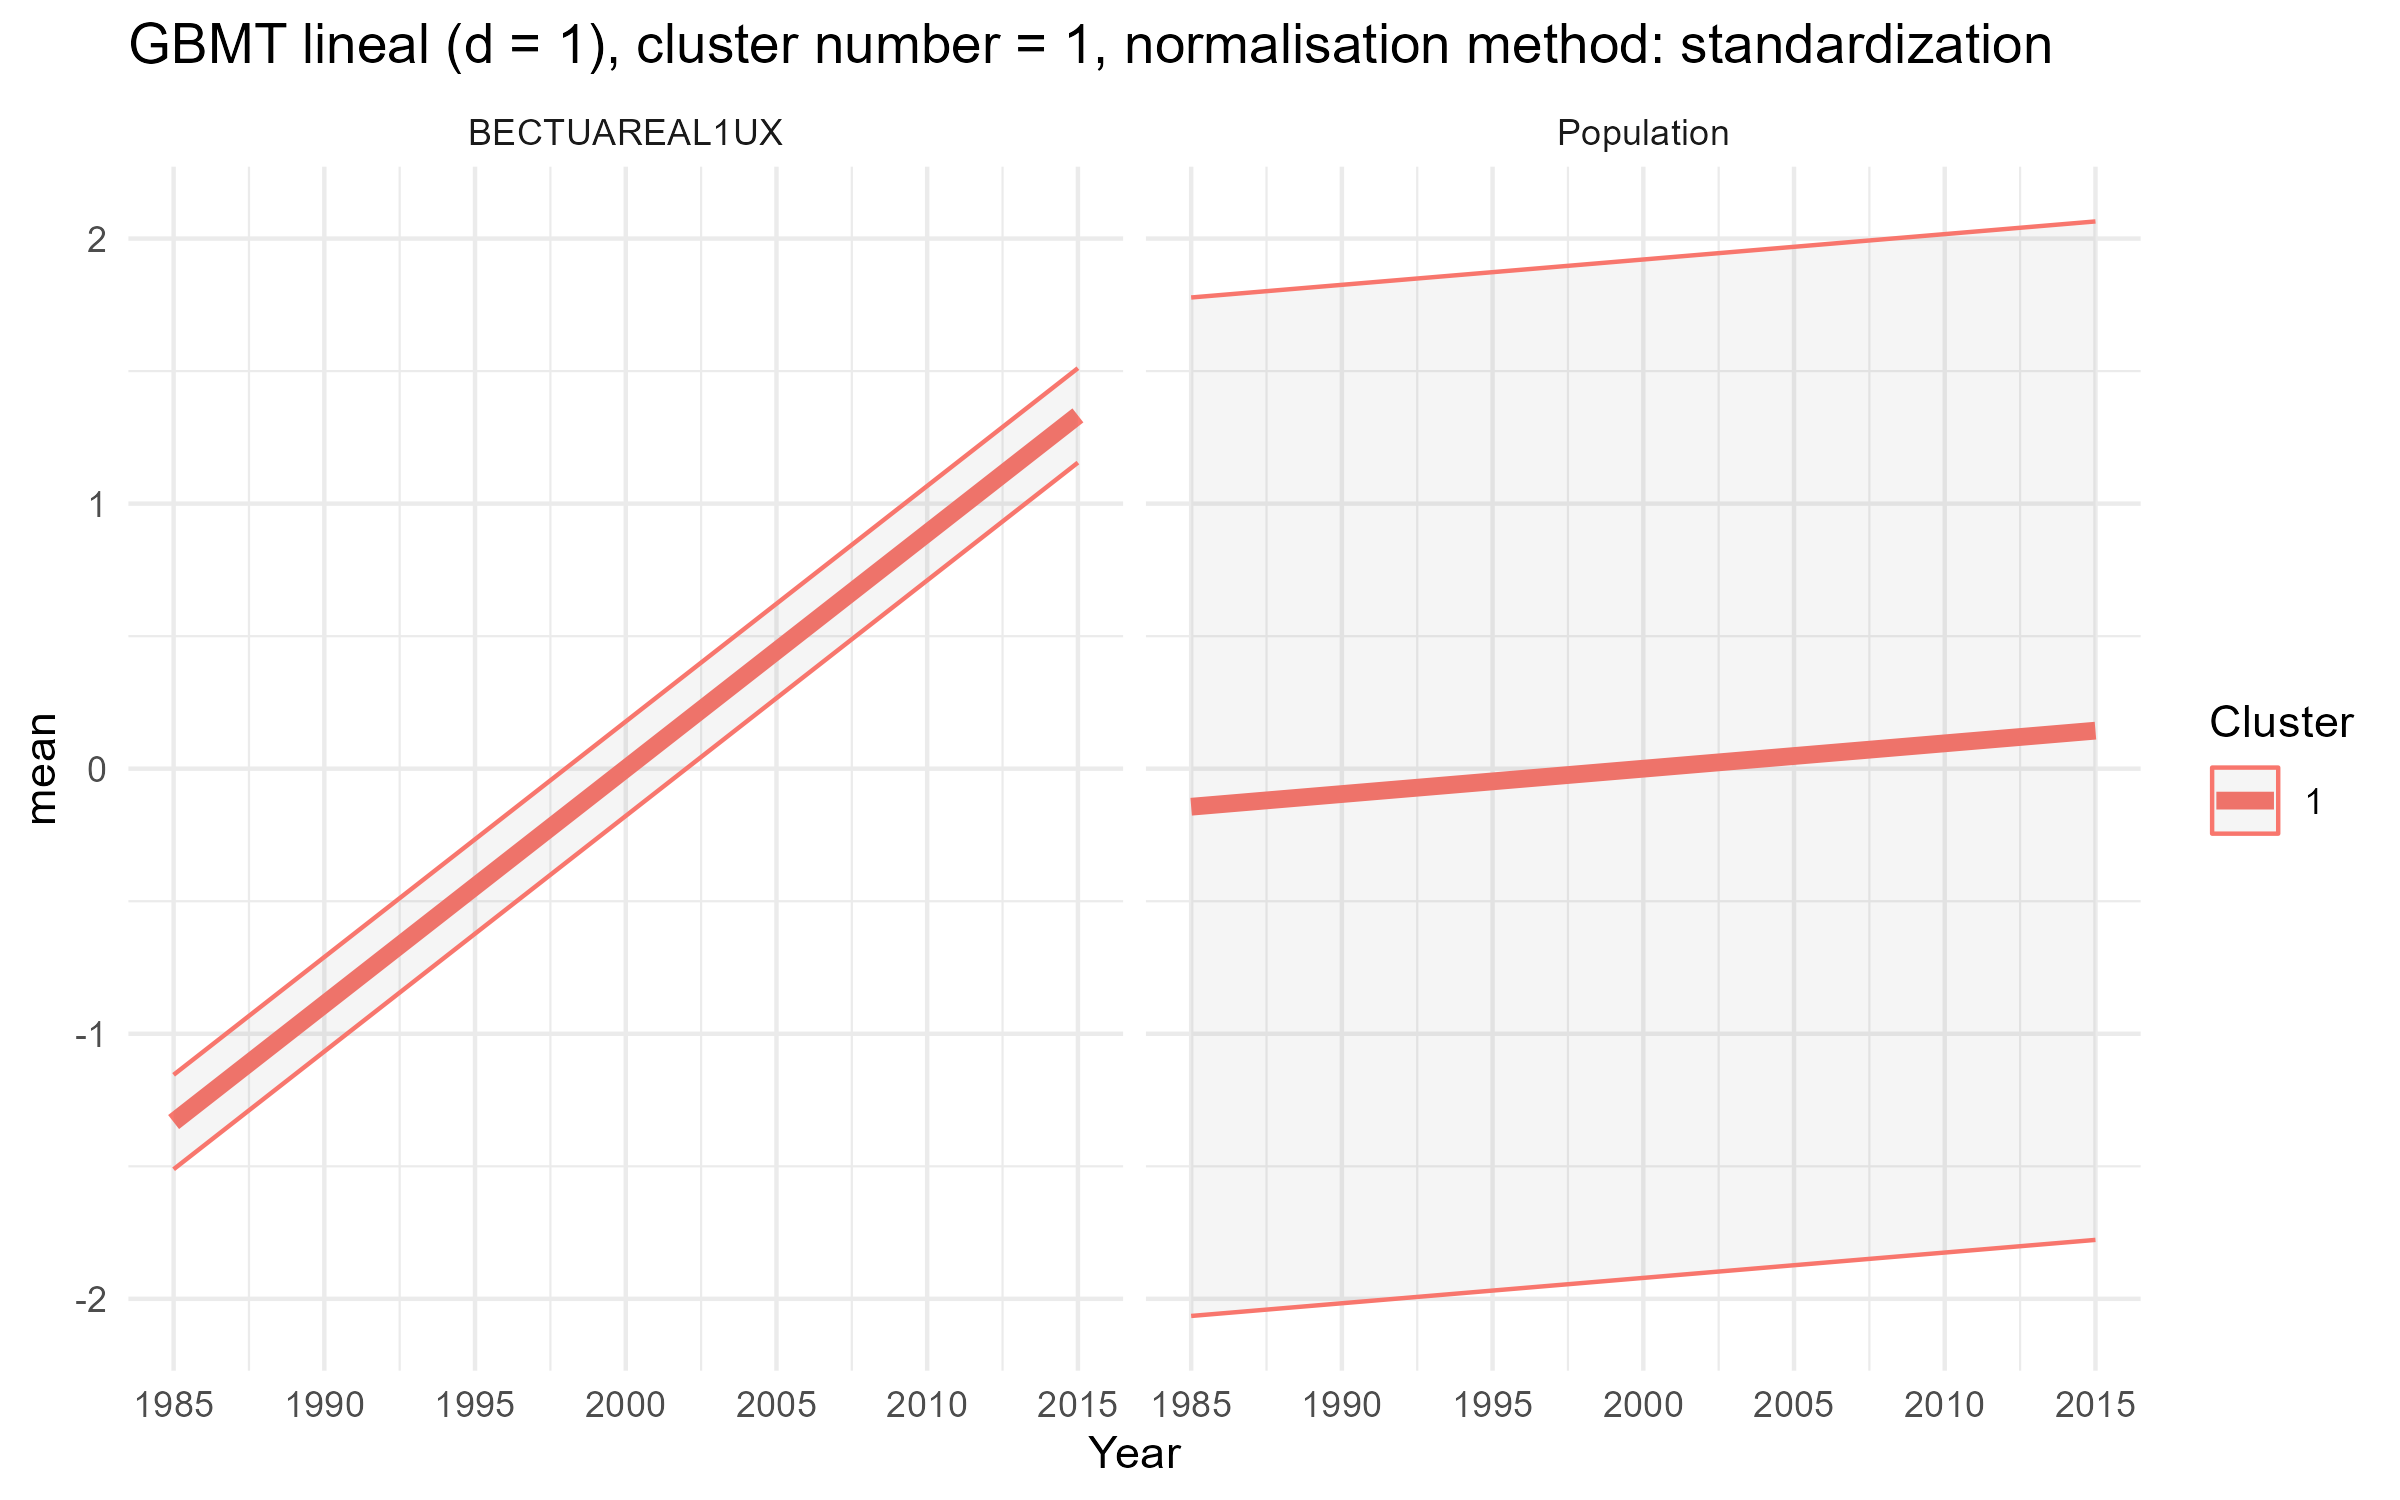 GBMT lineal (d = 1), cluster number = 1, normalisation method: standardization
BECTUAREAL1UX
Population
2
1
0
-1
-2
mean
1985 1990 1995 2000 2005 2010 2015
1985 1990 1995 2000 2005 2010 2015
Year
Cluster
1